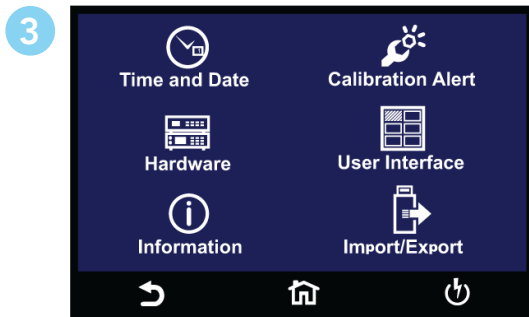 3
Time and Date
Calibration Alert
Hardware
User Interface
Information
Import/Export